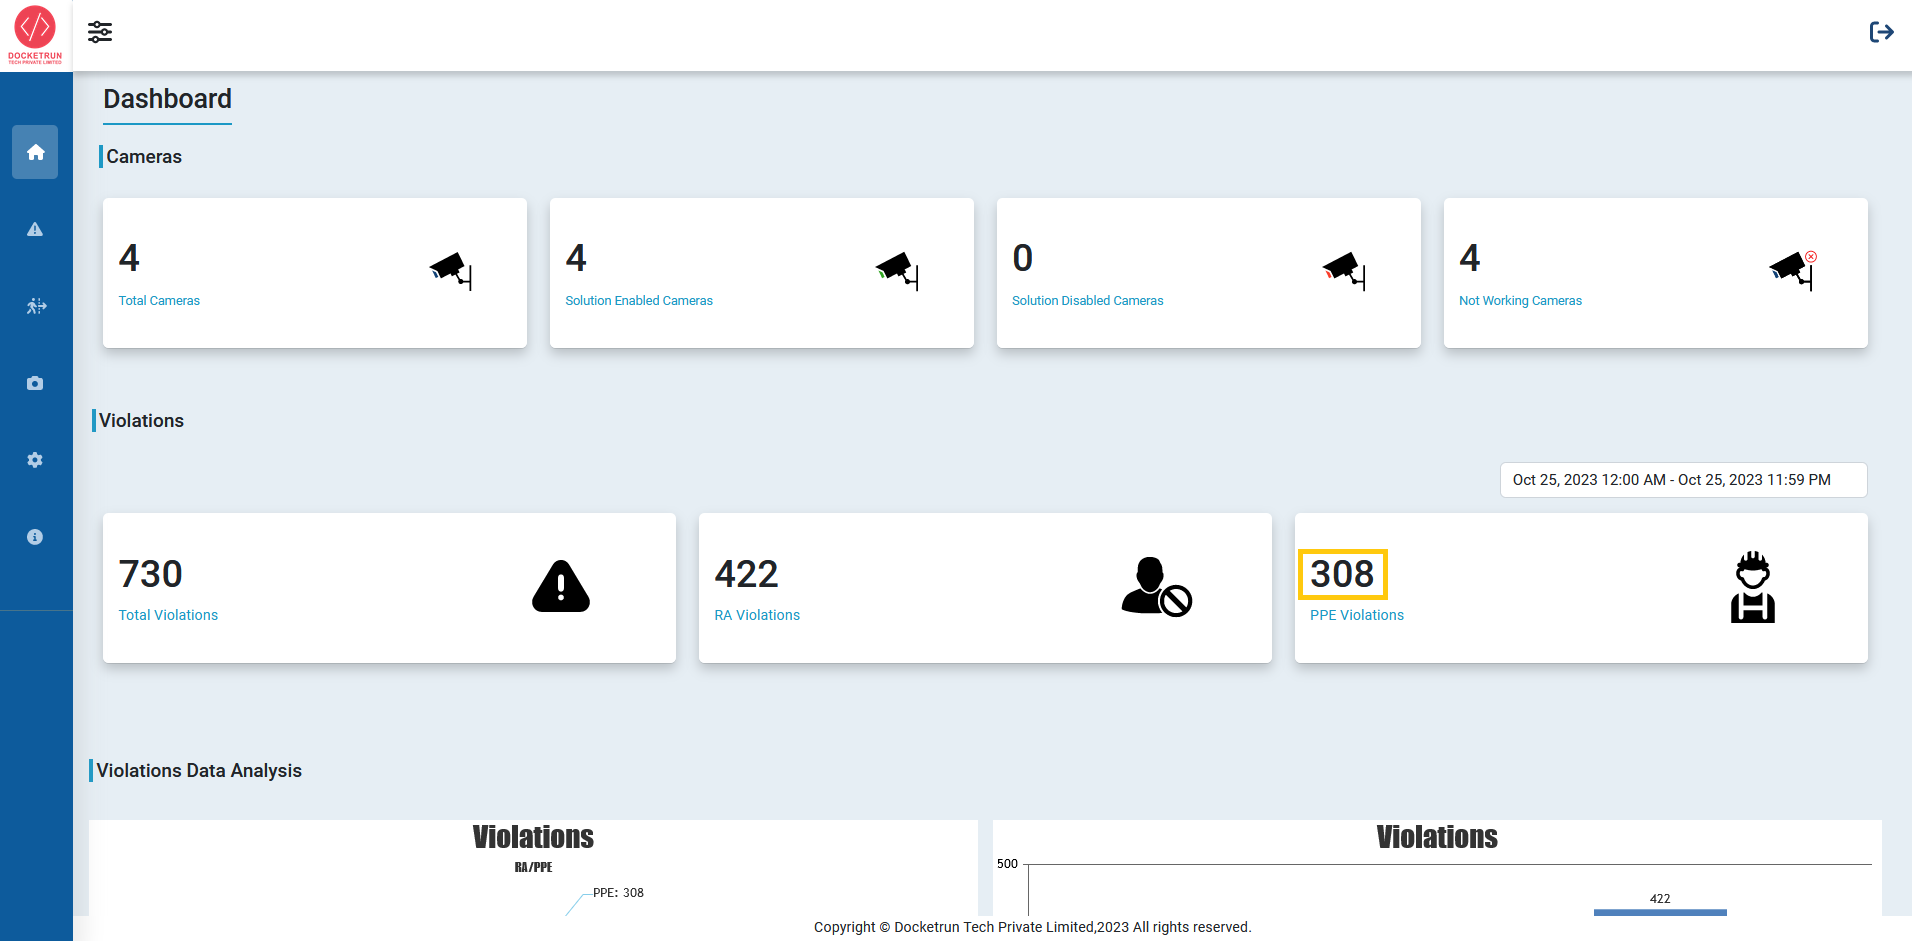 DOCKETRUN
TECH PRIVATE LIMITED
Dashboard
Cameras
4
Total Cameras
4
Solution Enabled Cameras
0
Solution Disabled Cameras
4
Not Working Cameras
Violations
Oct 25, 2023 12:00 AM - Oct 25, 2023 11:59 PM
730
Total Violations
422
RA Violations
308
PPE Violations
Violations Data Analysis
Violations
RA/PPE
PPE: 308
Violations
500
422
Copyright © Docketrun Tech Private Limited,2023 All rights reserved.